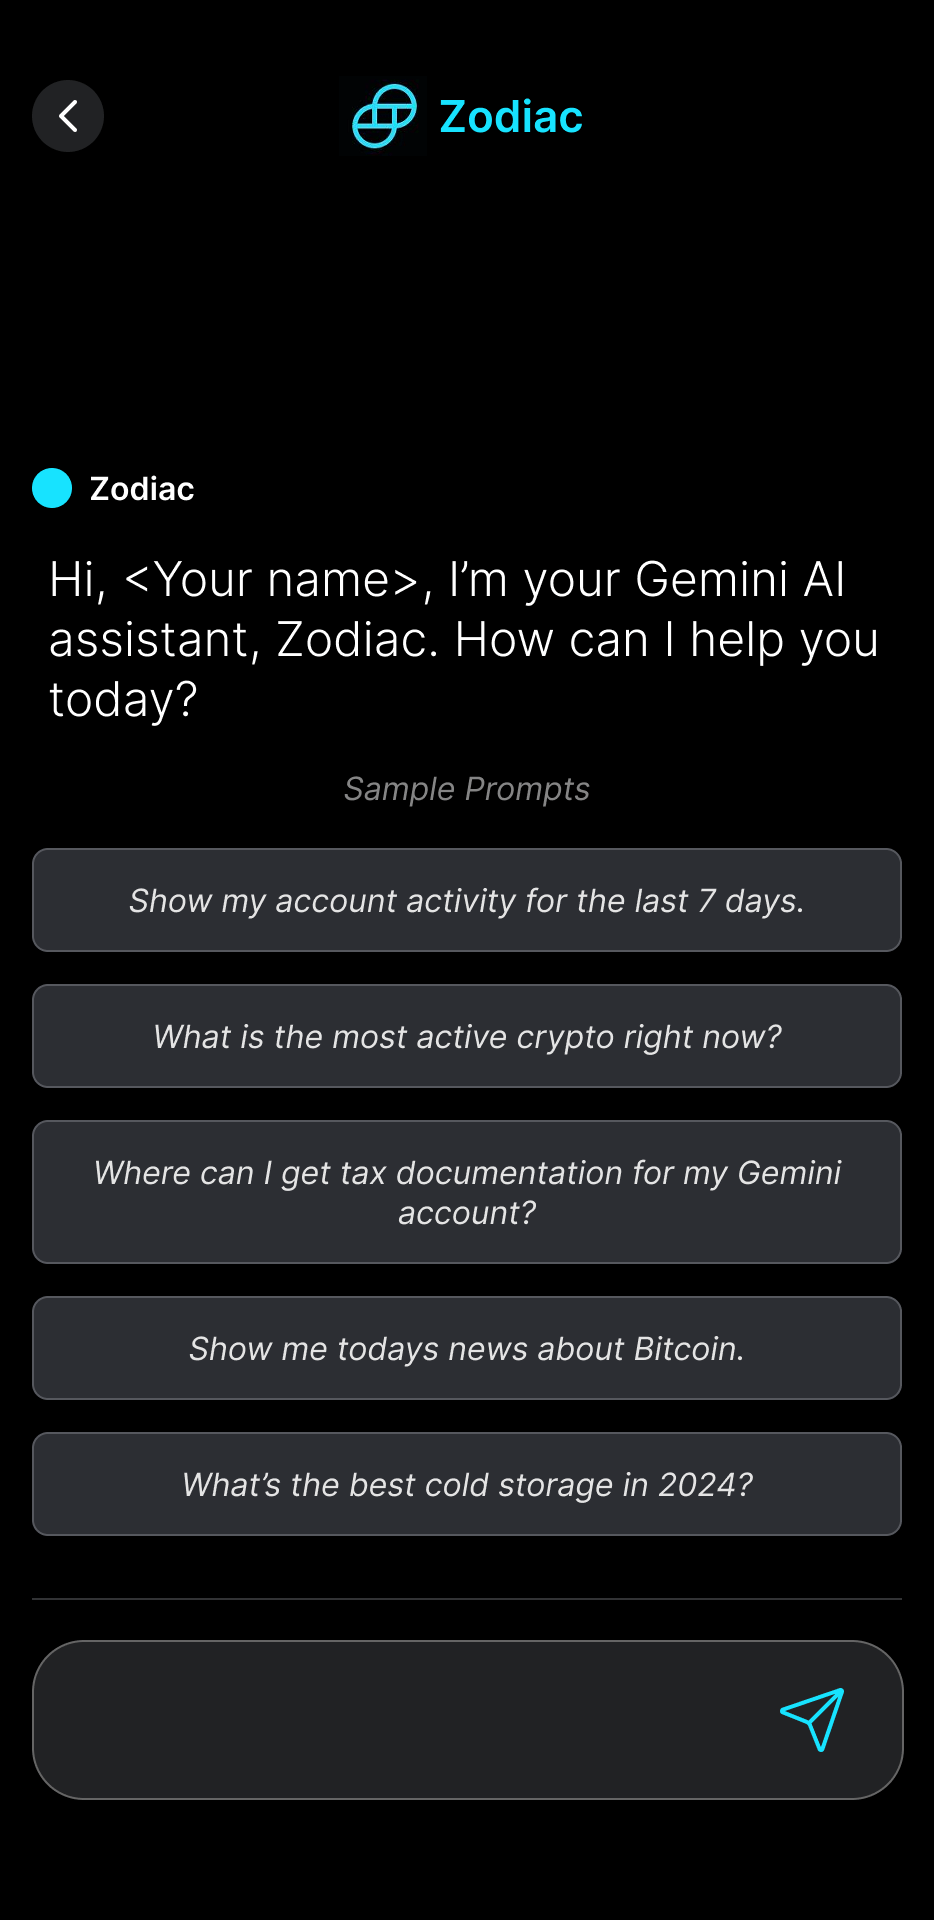 Zodiac
Zodiac
Hi, <Your name>, I’m your Gemini AI
assistant, Zodiac. How can I help you
today?
Sample Prompts
Show my account activity for the last 7 days.
What is the most active crypto right now?
Where can I get tax documentation for my Gemini
account?
Show me todays news about Bitcoin.
What’s the best cold storage in 2024?